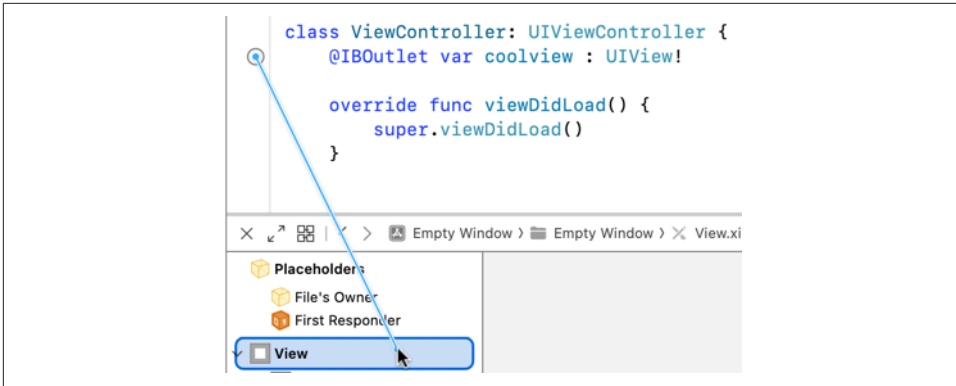 class ViewController: UIViewController {
@IBOutlet var coolview : UIView!
override func viewDidLoad() {
super.viewDidLoad()
}
Empty Window Empty Window View.xi
Placeholders
File's Owner
First Responder
View